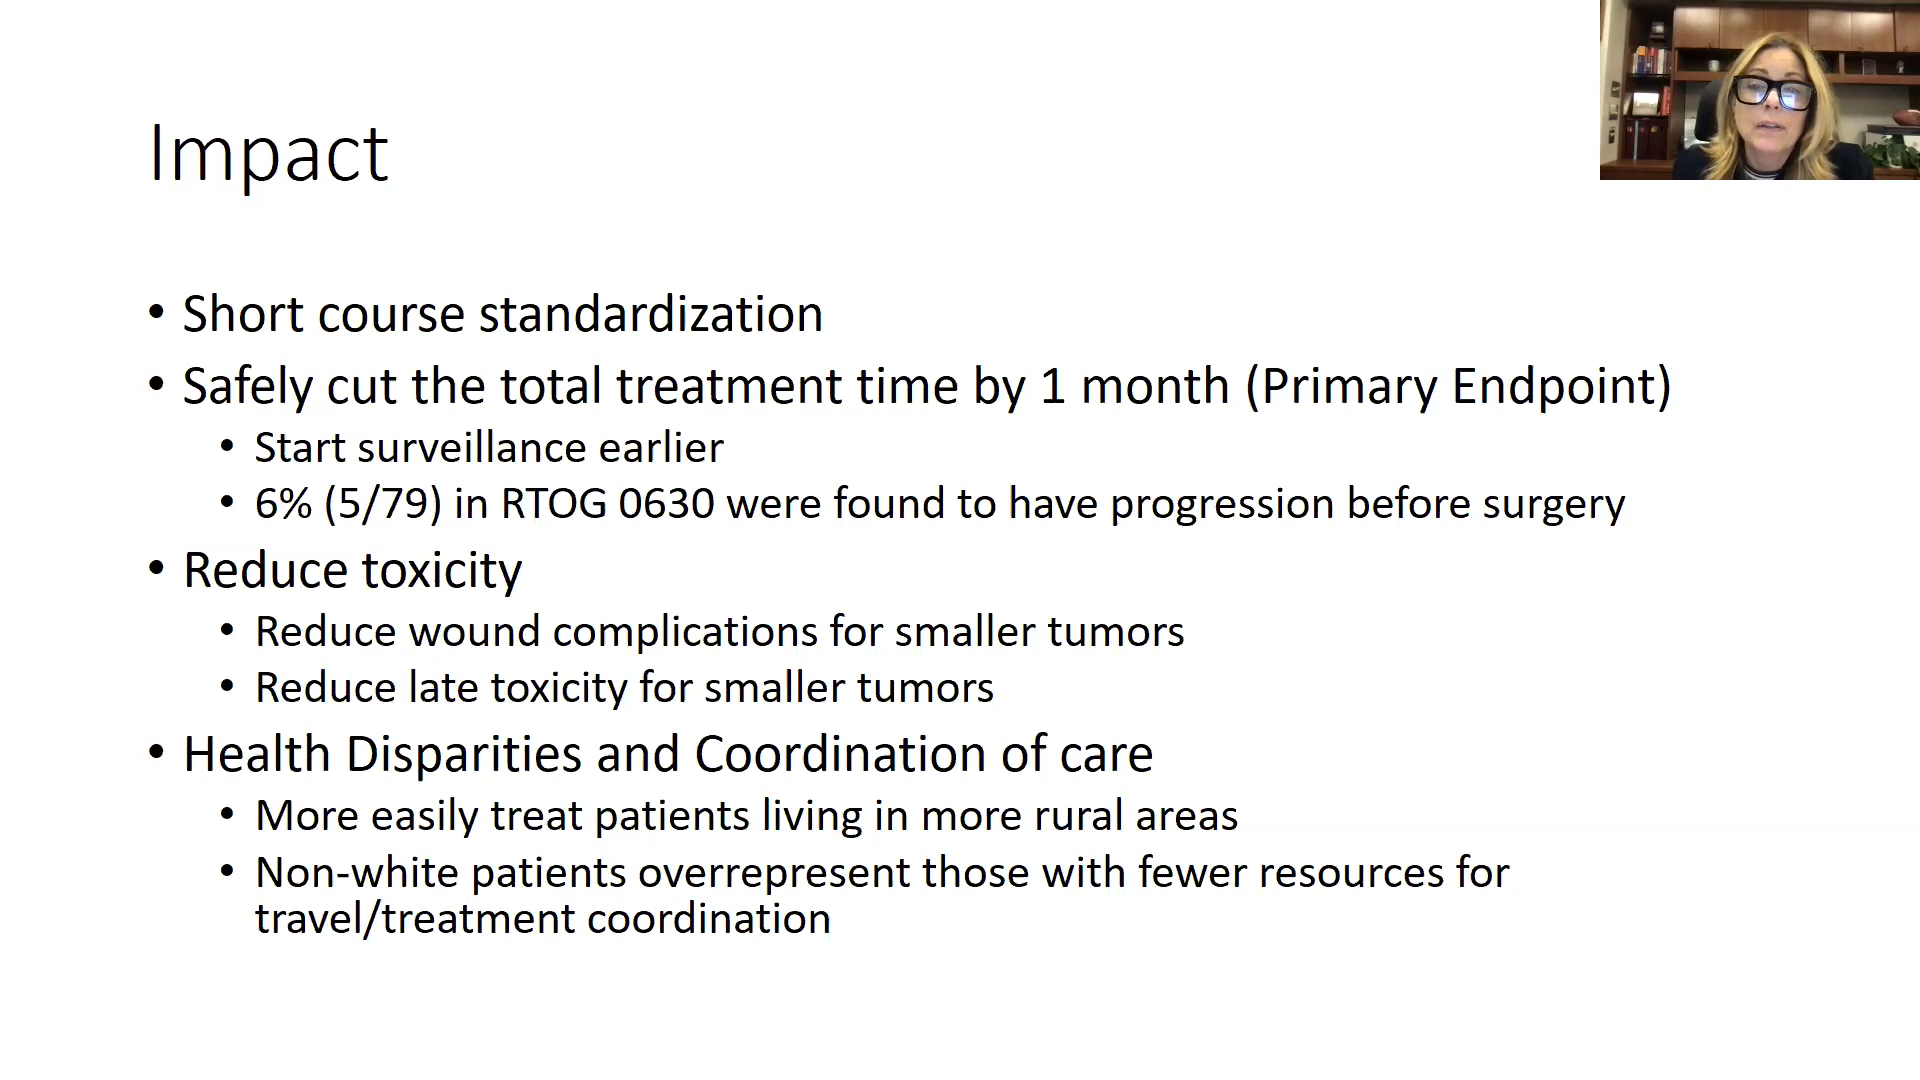 Impact
• Short course standardization
• Safely cut the total treatment time by 1 month (Primary Endpoint)
• Start surveillance earlier
• 6% (5/79) in RTOG 0630 were found to have progression before surgery
• Reduce toxicity
• Reduce wound complications for smaller tumors
• Reduce late toxicity for smaller tumors
• Health Disparities and Coordination of care
• More easily treat patients living in more rural areas
• Non-white patients overrepresent those with fewer resources for
travel/treatment coordination